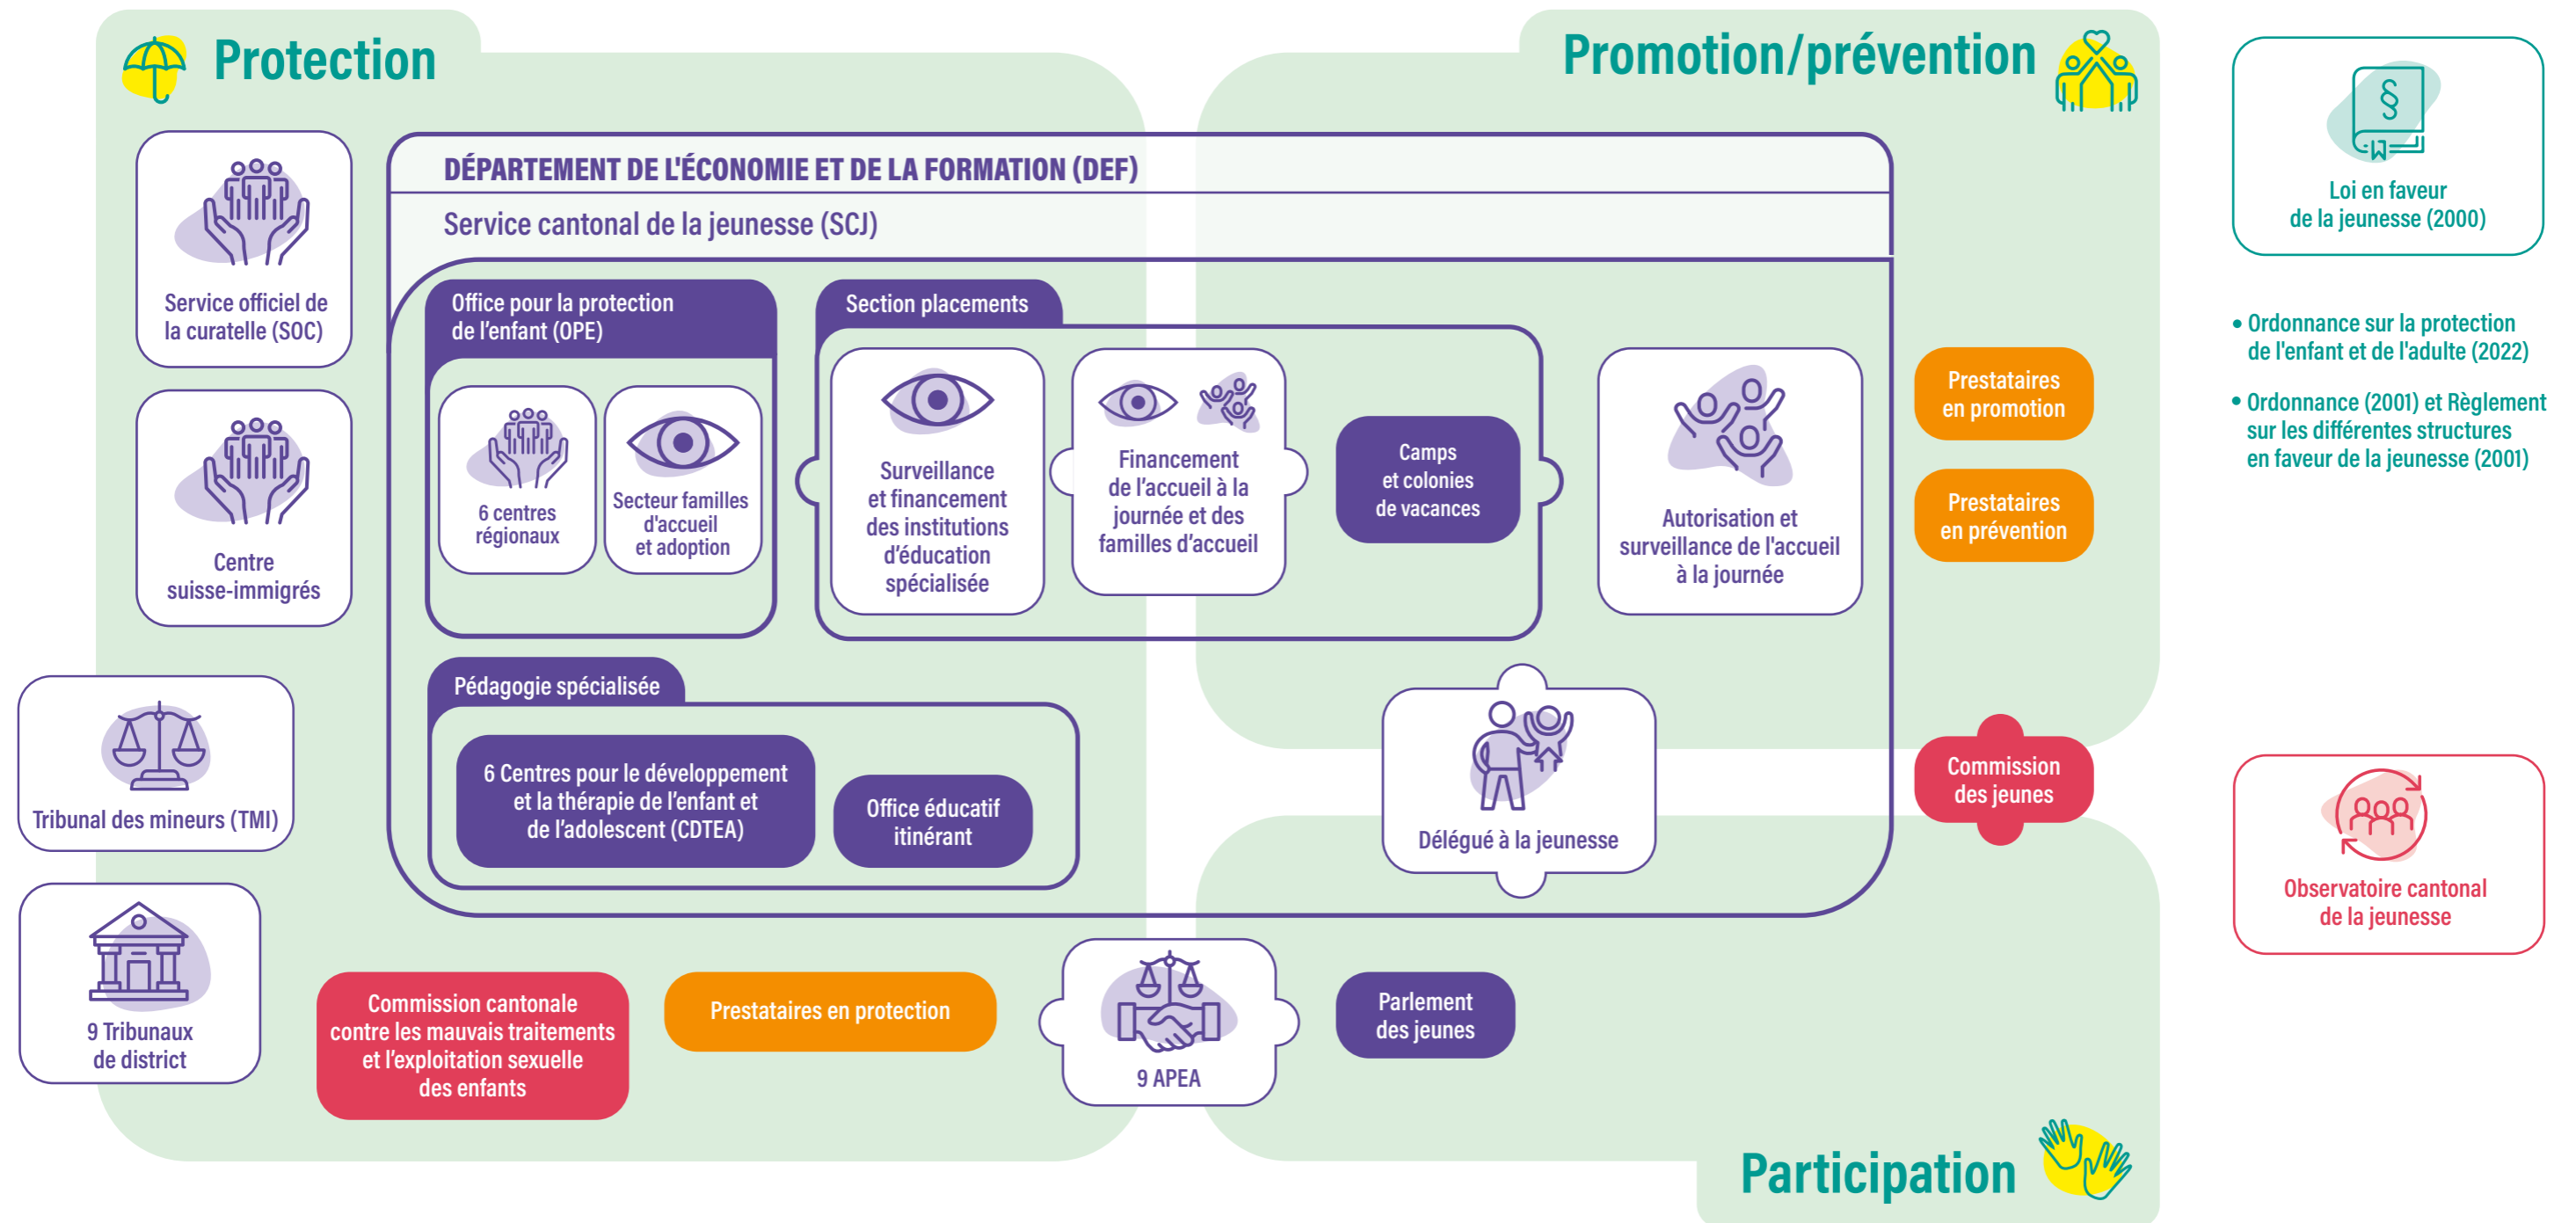 Protection
Promotion/prévention
Service officiel de
la curatelle (SOC)
Centre
suisse-immigrés
Tribunal des mineurs (TMI)
9 Tribunaux
de district
DÉPARTEMENT DE L'ÉCONOMIE ET DE LA FORMATION (DEF)
Service cantonal de la jeunesse (SCJ)
Office pour la protection
de l'enfant (OPE)
6 centres
régionaux
Secteur familles
d'accueil
et adoption
Section placements
Surveillance
et financement
des institutions
d'éducation
spécialisée
Financement
de l'accueil à la
journée et des
familles d'accueil
Camps
et colonies
de vacances
Autorisation et
surveillance de l'accueil
à la journée
Pédagogie spécialisée
6 Centres pour le développement
et la thérapie de l'enfant et
de l'adolescent (CDTEA)
Office éducatif
itinérant
Délégué à la jeunesse
Prestataires
en promotion
Prestataires
en prévention
Commission
des jeunes
Commission cantonale
contre les mauvais traitements
et l'exploitation sexuelle
des enfants
Prestataires en protection
9 APEA
Parlement
des jeunes
Participation
§
Loi en faveur
de la jeunesse (2000)
• Ordonnance sur la protection
de l'enfant et de l'adulte (2022)
• Ordonnance (2001) et Règlement
sur les différentes structures
en faveur de la jeunesse (2001)
Observatoire cantonal
de la jeunesse